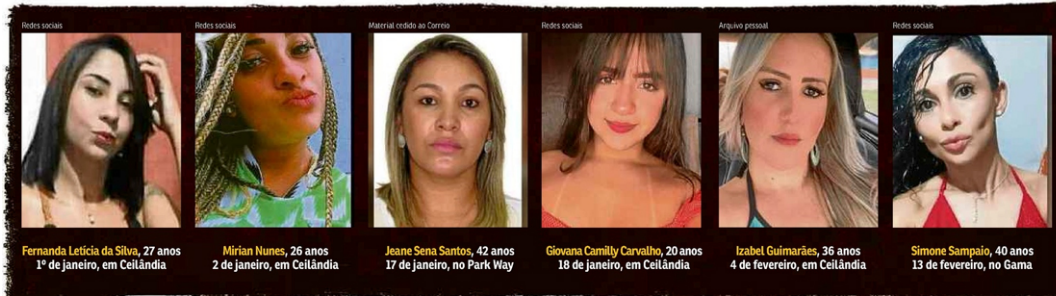 Redes sociais
Redes sociais
Material cedido ao Correio
Redes sociais
Arquivo pessoal
Redes sociais
Fernanda Letícia da Silva, 27 anos
1º de janeiro, em Ceilândia
Mirian Nunes, 26 anos
2 de janeiro, em Ceilândia
Jeane Sena Santos, 42 anos
17 de janeiro, no Park Way
Giovana Camilly Carvalho, 20 anos
18 de janeiro, em Ceilândia
Izabel Guimarães, 36 anos
4 de fevereiro, em Ceilândia
Simone Sampaio, 40 anos
13 de fevereiro, no Gama